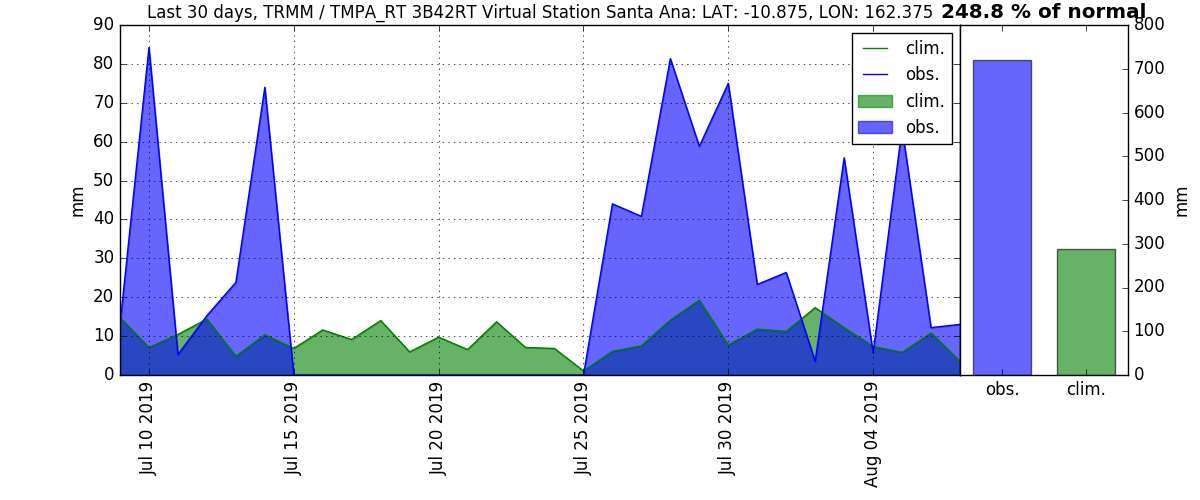 Last 30 days, TRMM / TMPA_RT 3B42RT Virtual Station Santa Ana: LAT: -10.875, LON: 162.375 248.8 % of normal
90
80
70
60
50
40
30
20
10
0
mm
clim.
obs.
clim.
obs.
Jul 10 2019
Jul 15 2019
Jul 20 2019
Jul 25 2019
Jul 30 2019
Aug 04 2019
800
700
600
500
400
300
200
100
0
mm
obs.
clim.